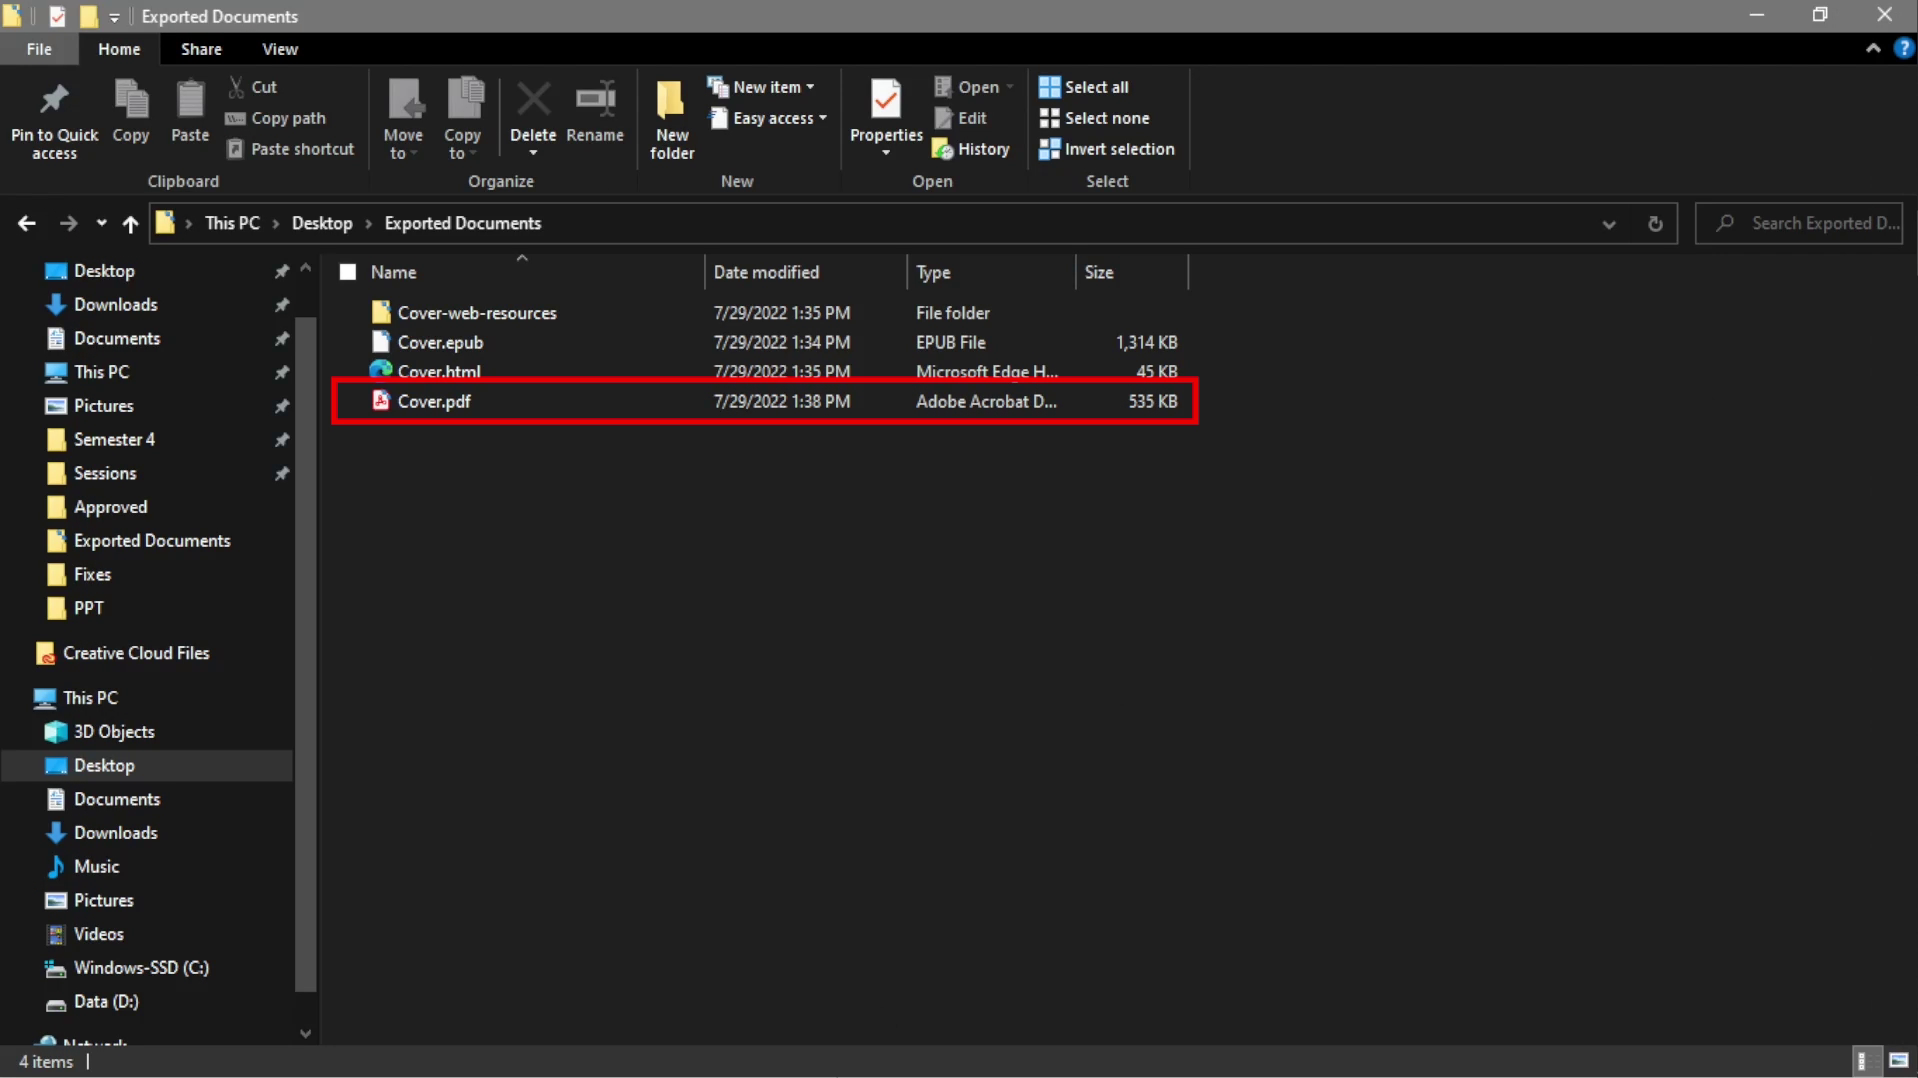 Exported Documents
File Home Share View
Pin to Quick access
Copy
Paste
Cut
Copy path
Paste shortcut
Clipboard
Move to
Copy to
Delete
Rename
Organize
New folder
New item
Easy access
New
Properties
Open
Edit
History
Open
Select all
Select none
Invert selection
Select
This PC > Desktop > Exported Documents
Search Exported D...
Name Date modified Type Size
Cover-web-resources 7/29/2022 1:35 PM File folder
Cover.epub 7/29/2022 1:34 PM EPUB File 1,314 KB
Cover.html 7/29/2022 1:35 PM Microsoft Edge H... 45 KB
Cover.pdf 7/29/2022 1:38 PM Adobe Acrobat D... 535 KB
Desktop
Downloads
Documents
This PC
Pictures
Semester 4
Sessions
Approved
Exported Documents
Fixes
PPT
Creative Cloud Files
This PC
3D Objects
Desktop
Documents
Downloads
Music
Pictures
Videos
Windows-SSD (C:)
Data (D:)
Network
4 items